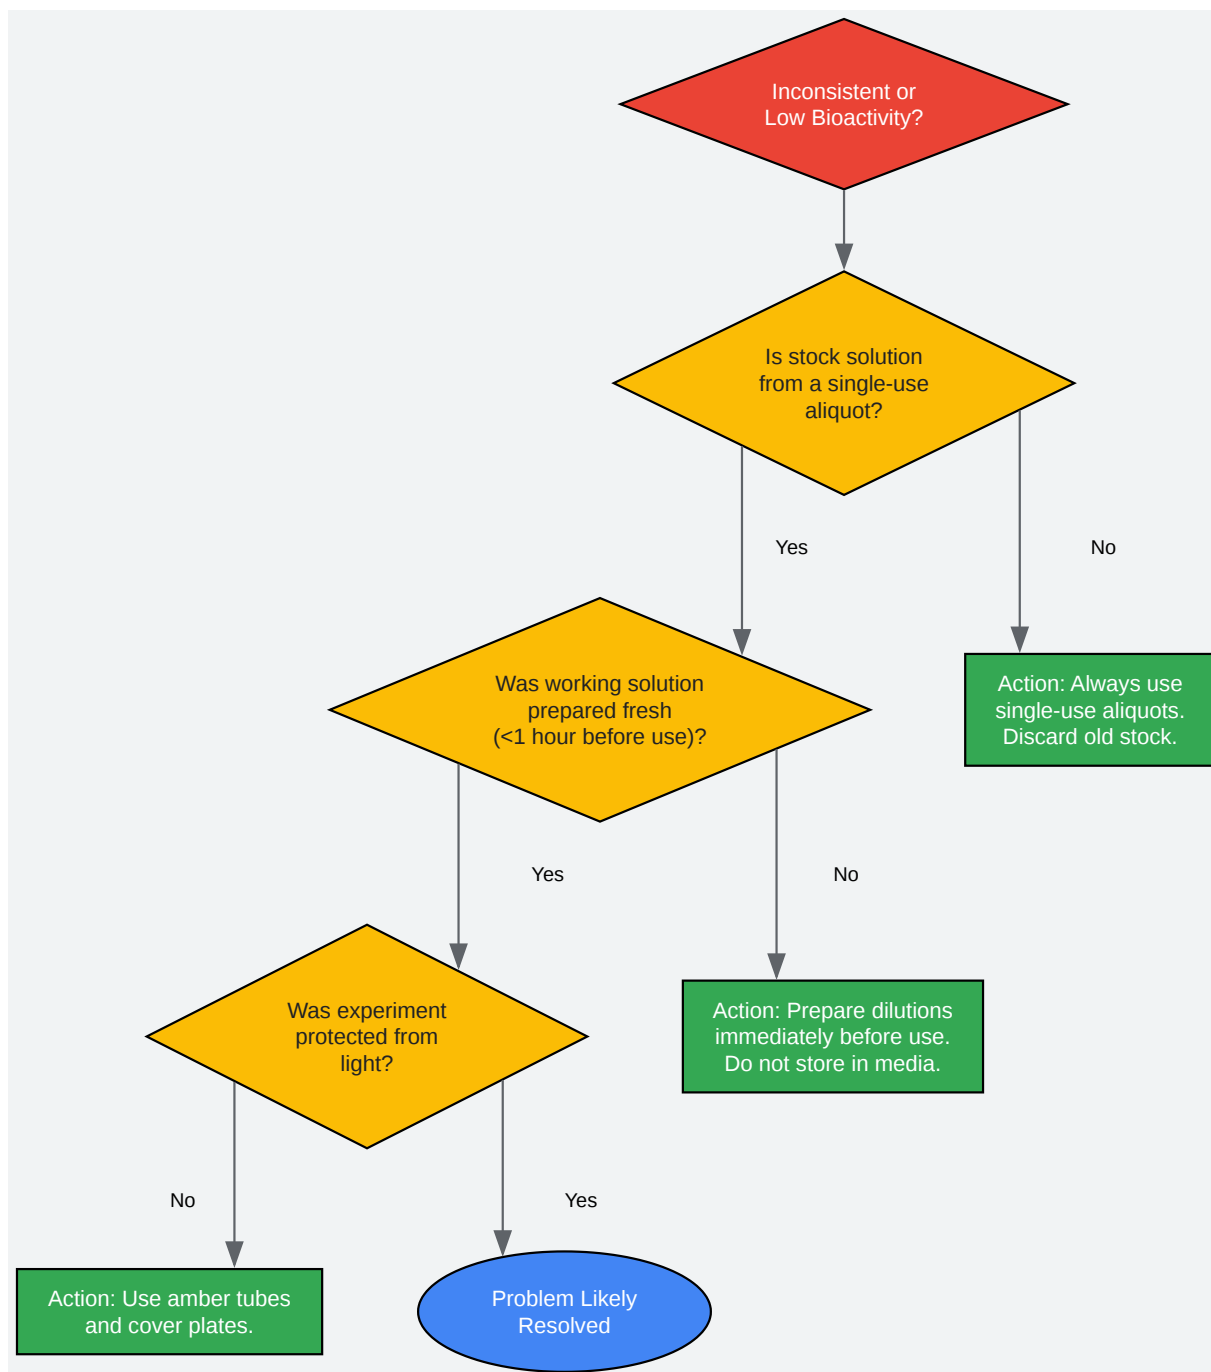 Inconsistent or
Low Bioactivity?
Is stock solution
from a single-use
aliquot?
Yes
No
Was working solution
prepared fresh
(<1 hour before use)?
Action: Always use
single-use aliquots.
Discard old stock.
Yes
No
Was experiment
protected from
light?
Action: Prepare dilutions
immediately before use.
Do not store in media.
No
Yes
Action: Use amber tubes
and cover plates.
Problem Likely
Resolved